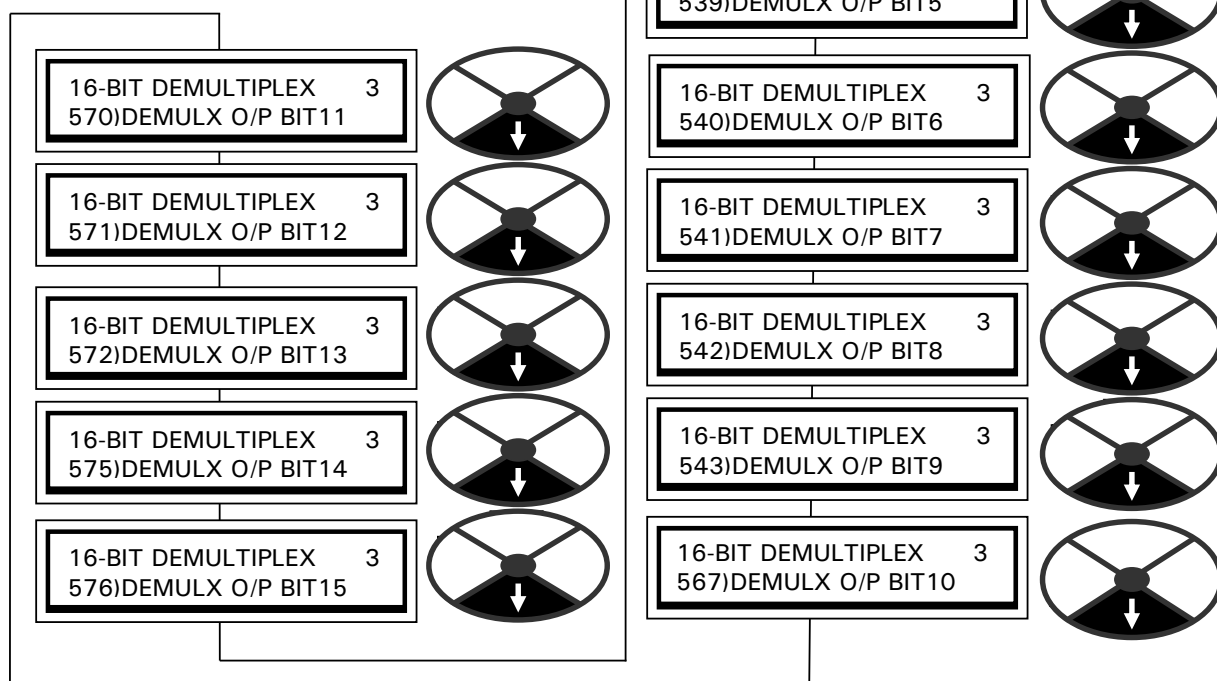 16-BIT DEMULTIPLEX 3
570)DEMULX O/P BIT11
16-BIT DEMULTIPLEX 3
571)DEMULX O/P BIT12
16-BIT DEMULTIPLEX 3
572)DEMULX O/P BIT13
16-BIT DEMULTIPLEX 3
575)DEMULX O/P BIT14
16-BIT DEMULTIPLEX 3
576)DEMULX O/P BIT15
539)DEMULX O/P BIT5
16-BIT DEMULTIPLEX 3
540)DEMULX O/P BIT6
16-BIT DEMULTIPLEX 3
541)DEMULX O/P BIT7
16-BIT DEMULTIPLEX 3
542)DEMULX O/P BIT8
16-BIT DEMULTIPLEX 3
543)DEMULX O/P BIT9
16-BIT DEMULTIPLEX 3
567)DEMULX O/P BIT10